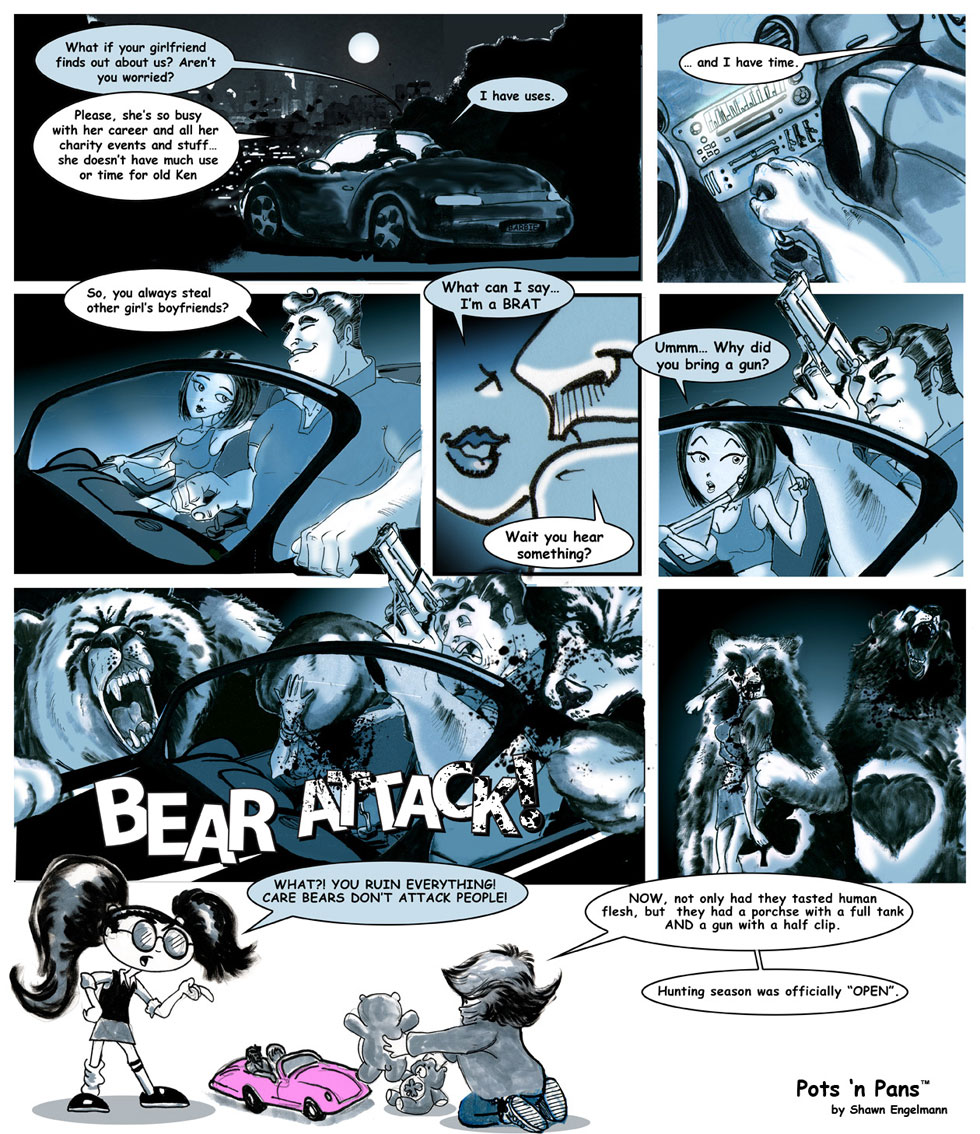 What if your girlfriend
finds out about us? Aren't
you worried?
Please, she's so busy
with her career and all her
charity events and stuff...
she doesn't have much use
or time for old Ken
I have uses.
BARBIE
... and I have time.
So, you always steal
other girl's boyfriends?
What can I say...
I'm a BRAT
Wait you hear
something?
Ummm... Why did
you bring a gun?
BEAR ATTACK!
WHAT?! YOU RUIN EVERYTHING!
CARE BEARS DON'T ATTACK PEOPLE!
NOW, not only had they tasted human
flesh, but they had a porchse with a full tank
AND a gun with a half clip.
Hunting season was officially "OPEN".
Pots 'n Pans™
by Shawn Engelmann